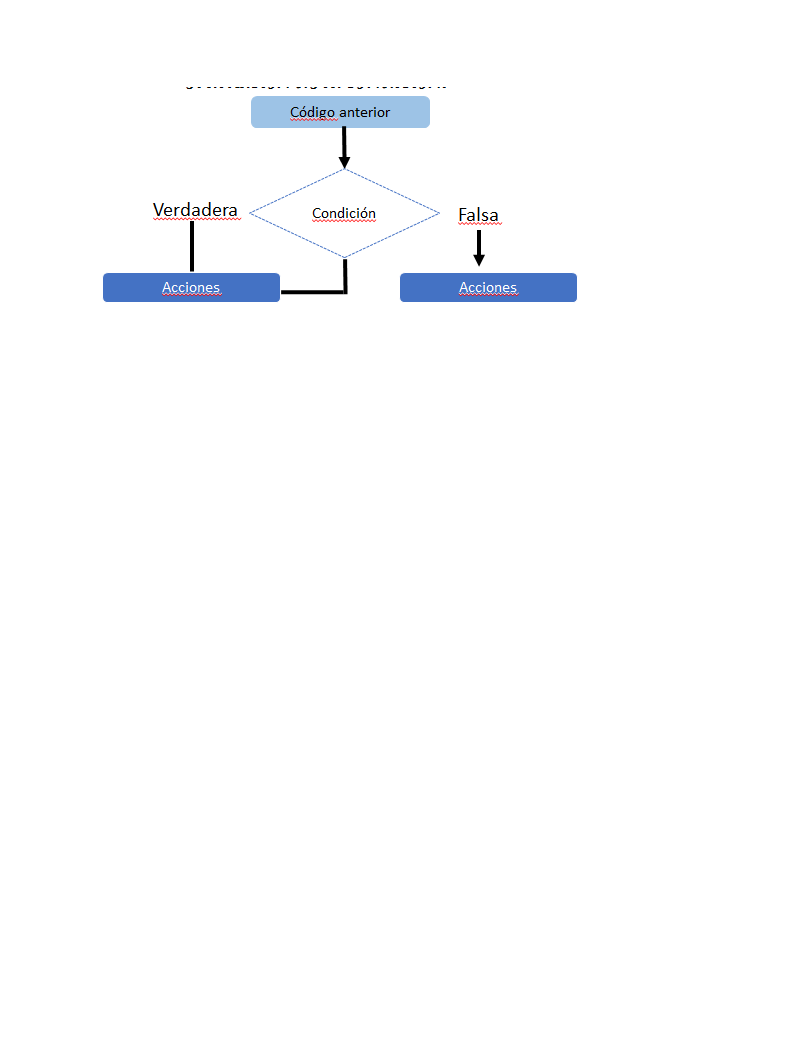 Código anterior
Condición
Verdadera
Falsa
Acciones
Acciones